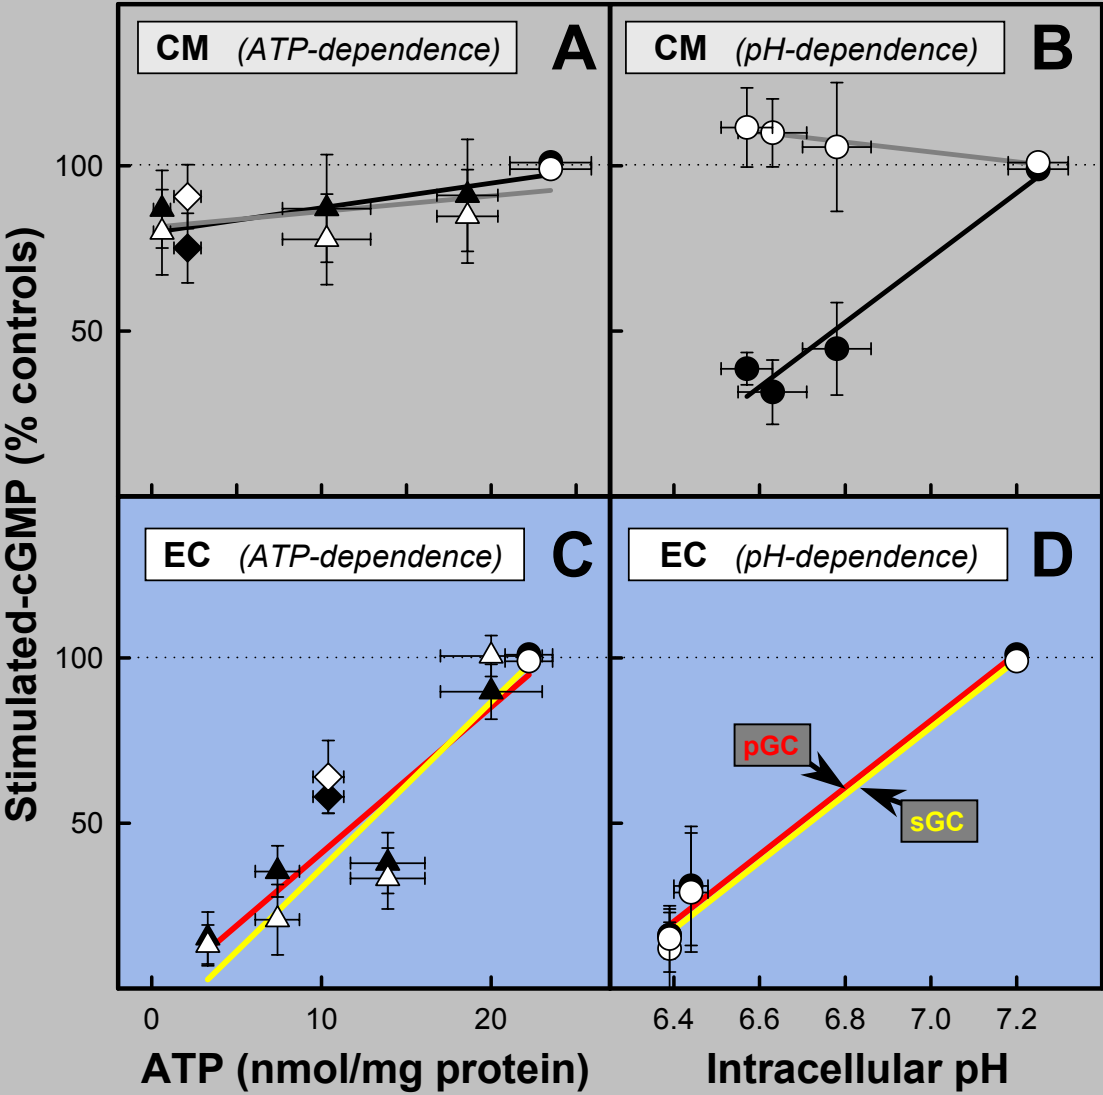 CM (ATP-dependence) A
CM (pH-dependence) B
100
50
EC (ATP-dependence) C
EC (pH-dependence) D
100
50
pGC
sGC
0 10 20
6.4 6.6 6.8 7.0 7.2
ATP (nmol/mg protein)
Intracellular pH
Stimulated-cGMP (% controls)